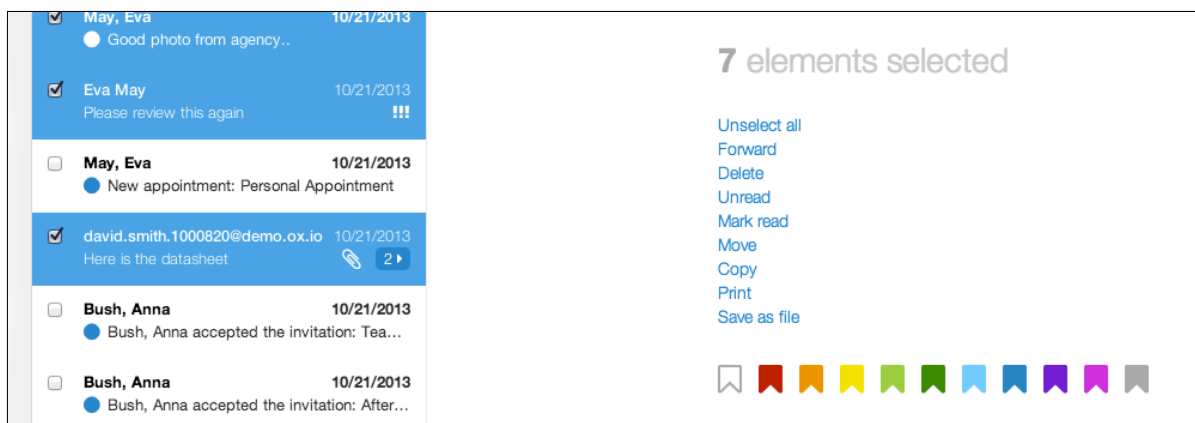 May, Eva 10/21/2013
Good photo from agency..
Eva May 10/21/2013
Please review this again !!!
May, Eva 10/21/2013
New appointment: Personal Appointment
david.smith.1000820@demo.ox.io 10/21/2013
Here is the datasheet 2
Bush, Anna 10/21/2013
Bush, Anna accepted the invitation: Tea...
Bush, Anna 10/21/2013
Bush, Anna accepted the invitation: After...
7 elements selected
Unselect all
Forward
Delete
Unread
Mark read
Move
Copy
Print
Save as file